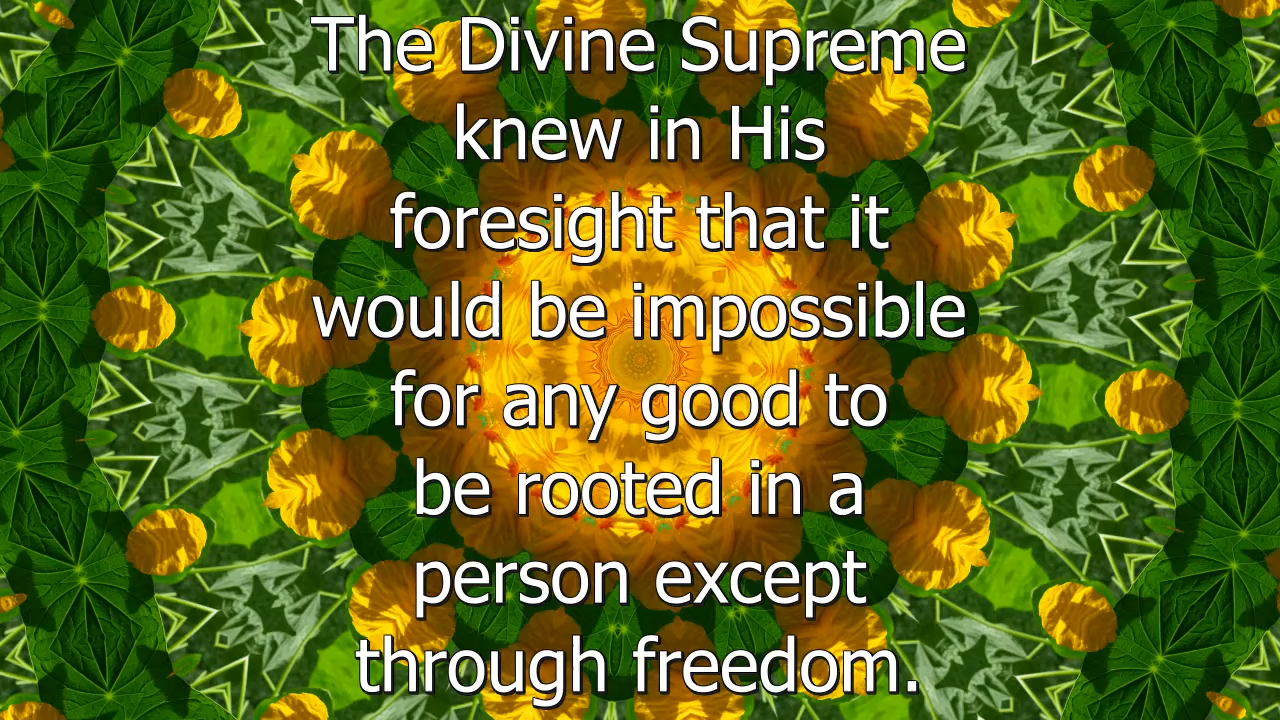 The Divine Supreme
knew in His
foresight that it
would be impossible
for any good to
be rooted in a
person except
through freedom.